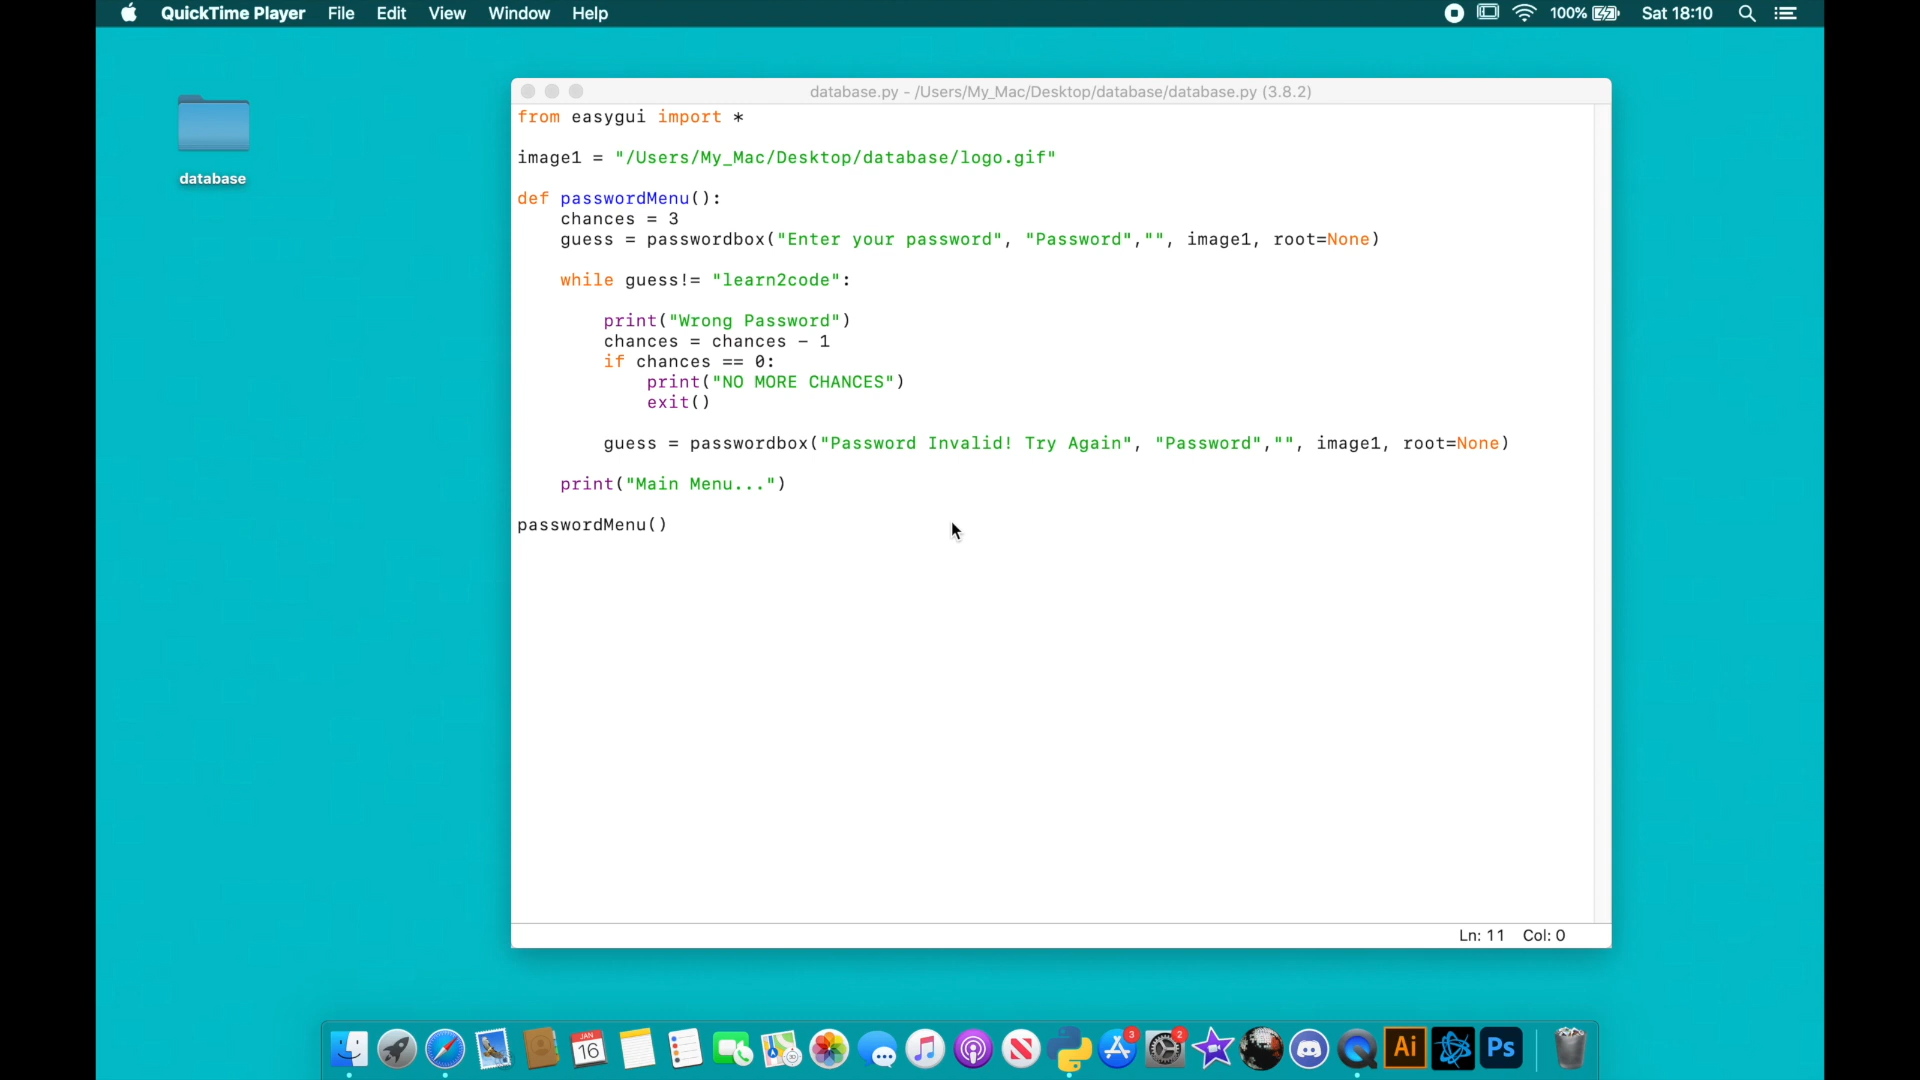 QuickTime Player File Edit View Window Help 100% Sat 18:10
database
database.py - /Users/My_Mac/Desktop/database/database.py (3.8.2)
from easygui import *
image1 = "/Users/My_Mac/Desktop/database/logo.gif"
def passwordMenu():
    chances = 3
    guess = passwordbox("Enter your password", "Password","", image1, root=None)
    while guess!= "learn2code":
        print("Wrong Password")
        chances = chances - 1
        if chances == 0:
            print("NO MORE CHANCES")
            exit()
        guess = passwordbox("Password Invalid! Try Again", "Password","", image1, root=None)
    print("Main Menu...")
passwordMenu()
Ln: 11 Col: 0
JAN
16
3D
3
2
Ai
Ps